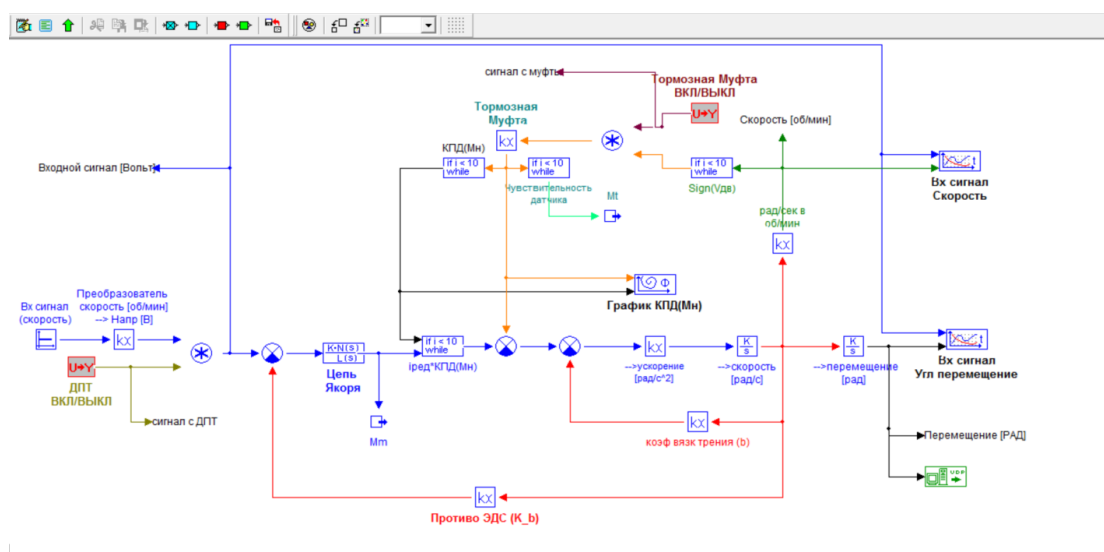 сигнал с муфты
Тормозная Муфта
ВКЛ/ВЫКЛ
U→Y
Тормозная
Муфта
kx
Скорость [об/мин]
КПД(Мн)
if i < 10
while
if i < 10
while
if i < 10
while
Входной сигнал [Вольт]
Чувствительность
датчика
Sign(Vдв)
Вх сигнал
Скорость
Mt
рад/сек в
об/мин
kx
График КПД(Мн)
Преобразователь
скорость [об/мин]
--> Напр [В]
Вх сигнал
(скорость)
kx
if i < 10
while
K·N(s)
L(s)
kx
K
s
K
s
U→Y
Цепь
Якоря
iред*КПД(Мн)
-->ускорение
[рад/с^2]
-->скорость
[рад/с]
-->перемещение
[рад]
Вх сигнал
Угл перемещение
ДПТ
ВКЛ/ВЫКЛ
сигнал с ДПТ
Mm
kx
коэф вязк трения (b)
Перемещение [РАД]
UDP
kx
Противо ЭДС (K_b)